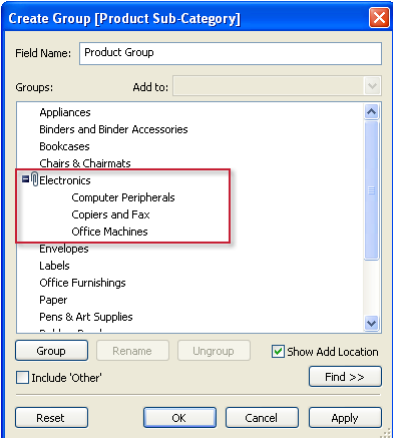 Create Group [Product Sub-Category]
Field Name: Product Group
Groups: Add to:
Appliances
Binders and Binder Accessories
Bookcases
Chairs & Chairmats
Electronics
Computer Peripherals
Copiers and Fax
Office Machines
Envelopes
Labels
Office Furnishings
Paper
Pens & Art Supplies
Group Rename Ungroup Show Add Location
Include 'Other' Find >>
Reset OK Cancel Apply